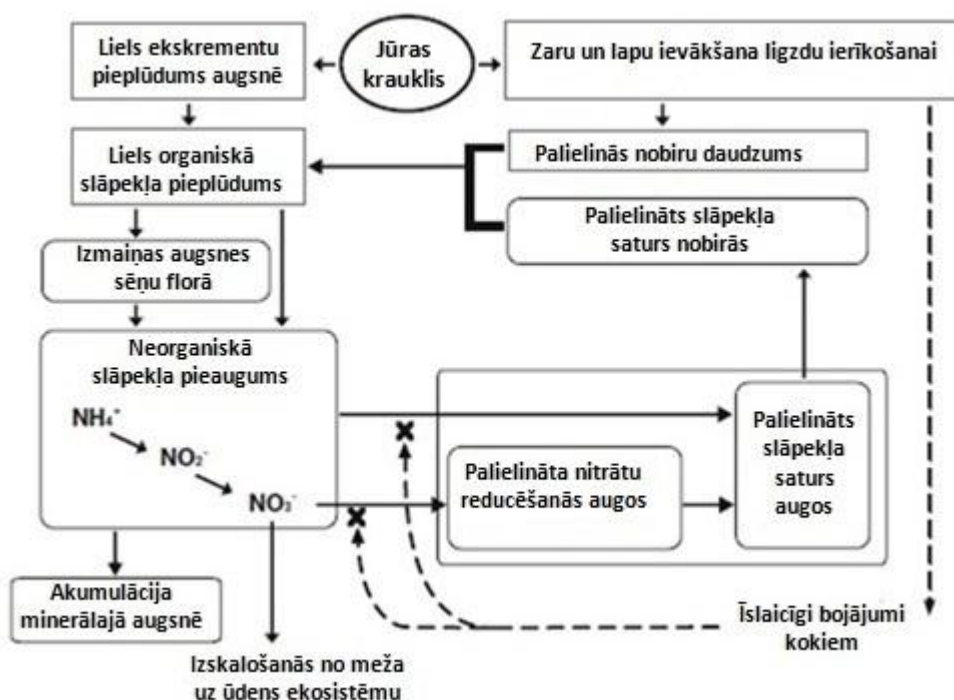 Liels ekskrementu
pieplūdums augsnē
Jūras
krauklis
Zaru un lapu ievākšana ligzdu ierīkošanai
Liels organiskā
slāpekļa pieplūdums
Palielinās nobiru daudzums
Palielināts slāpekļa
saturs nobirās
Izmaiņas augsnes
sēņu florā
Neorganiskā
slāpekļa pieaugums
NH₄⁺
NO₂⁻
NO₃⁻
Palielināta nitrātu
reducēšanās augos
Palielināts
slāpekļa
saturs
augos
Akumulācija
minerālajā augsnē
Izskalošanās no meža
uz ūdens ekosistēmu
Īslaicīgi bojājumi
kokiem